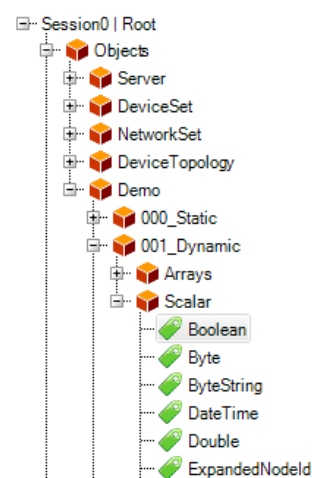 Session0 | Root
Objects
Server
DeviceSet
NetworkSet
DeviceTopology
Demo
000_Static
001_Dynamic
Arrays
Scalar
Boolean
Byte
ByteString
DateTime
Double
ExpandedNodeId